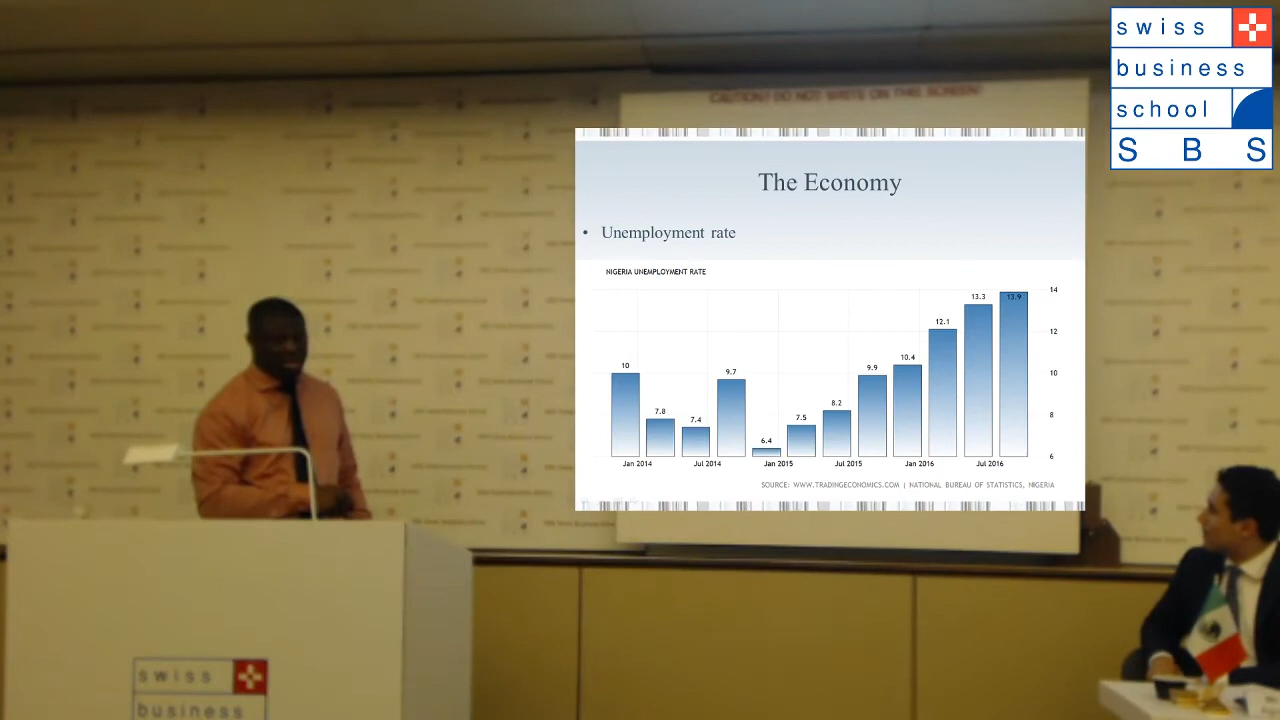 CAUTION! DO NOT WRITE ON THIS SCREEN
swiss
business
school
S B S
The Economy
• Unemployment rate
NIGERIA UNEMPLOYMENT RATE
10 7.8 7.4 9.7 6.4 7.5 8.2 9.9 10.4 12.1 13.3 13.9
14
12
10
8
6
Jan 2014 Jul 2014 Jan 2015 Jul 2015 Jan 2016 Jul 2016
SOURCE: WWW.TRADINGECONOMICS.COM | NATIONAL BUREAU OF STATISTICS, NIGERIA
swiss
business